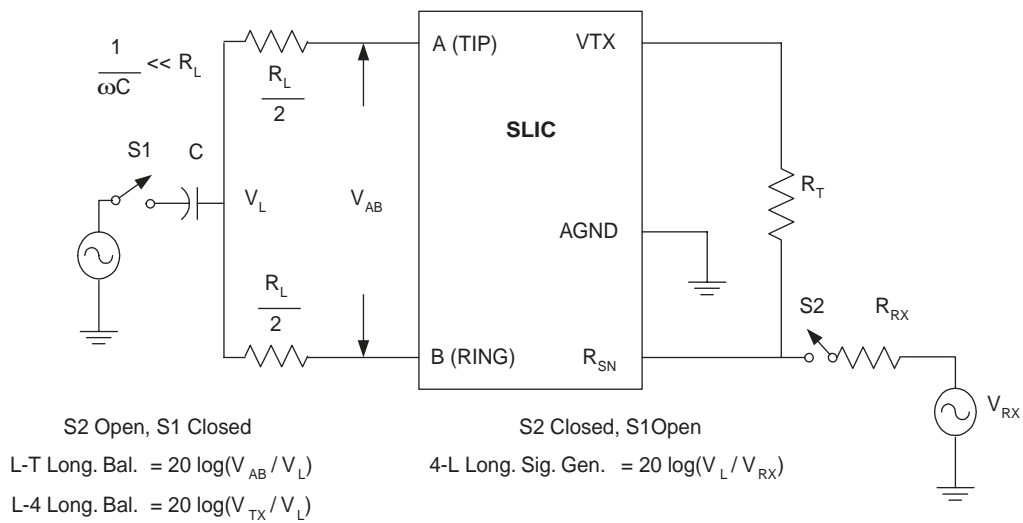 1
ωC
<< R_L
R_L
2
S1
C
V_L
V_AB
R_L
2
A (TIP)
VTX
SLIC
AGND
B (RING)
R_SN
R_T
S2
R_RX
V_RX
S2 Open, S1 Closed
L-T Long. Bal. = 20 log(V_AB / V_L)
L-4 Long. Bal. = 20 log(V_TX / V_L)
S2 Closed, S1Open
4-L Long. Sig. Gen. = 20 log(V_L / V_RX)